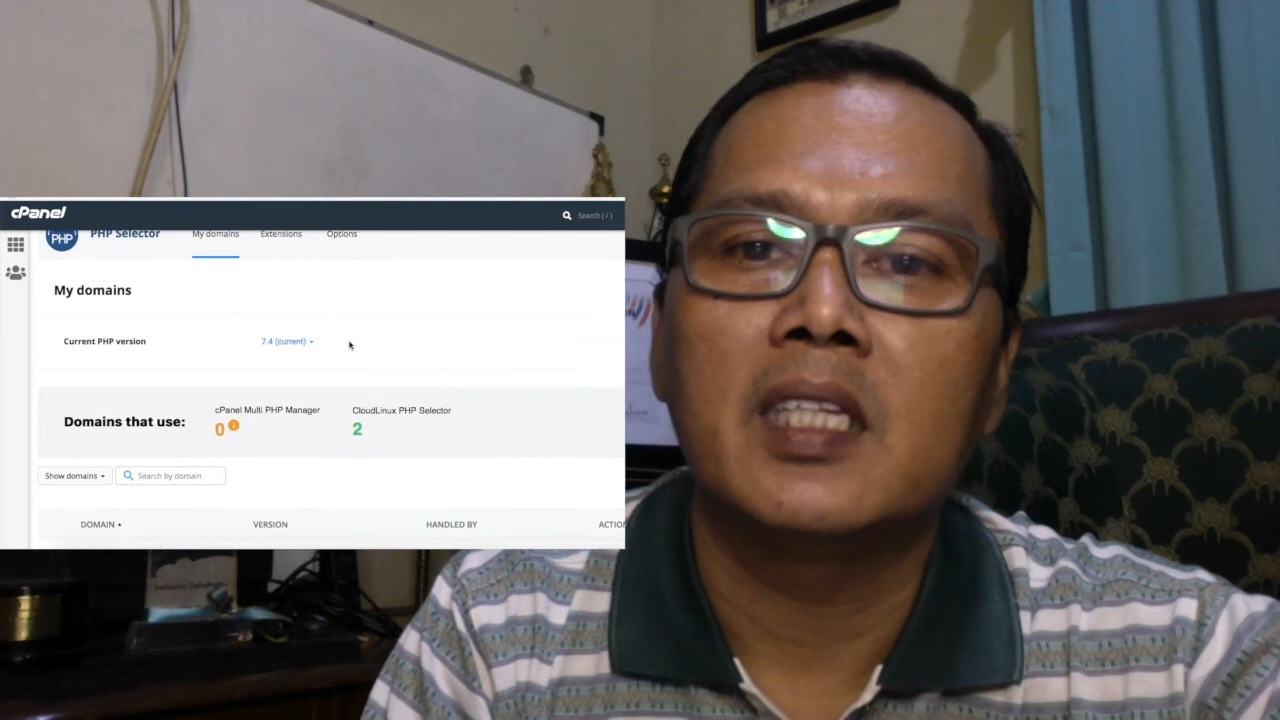 cPanel
Search ( / )
PHP
PHP Selector
My domains
Extensions
Options
My domains
Current PHP version
7.4 (current)
Domains that use:
cPanel Multi PHP Manager
CloudLinux PHP Selector
0
2
Show domains
Search by domain
DOMAIN
VERSION
HANDLED BY
ACTIO